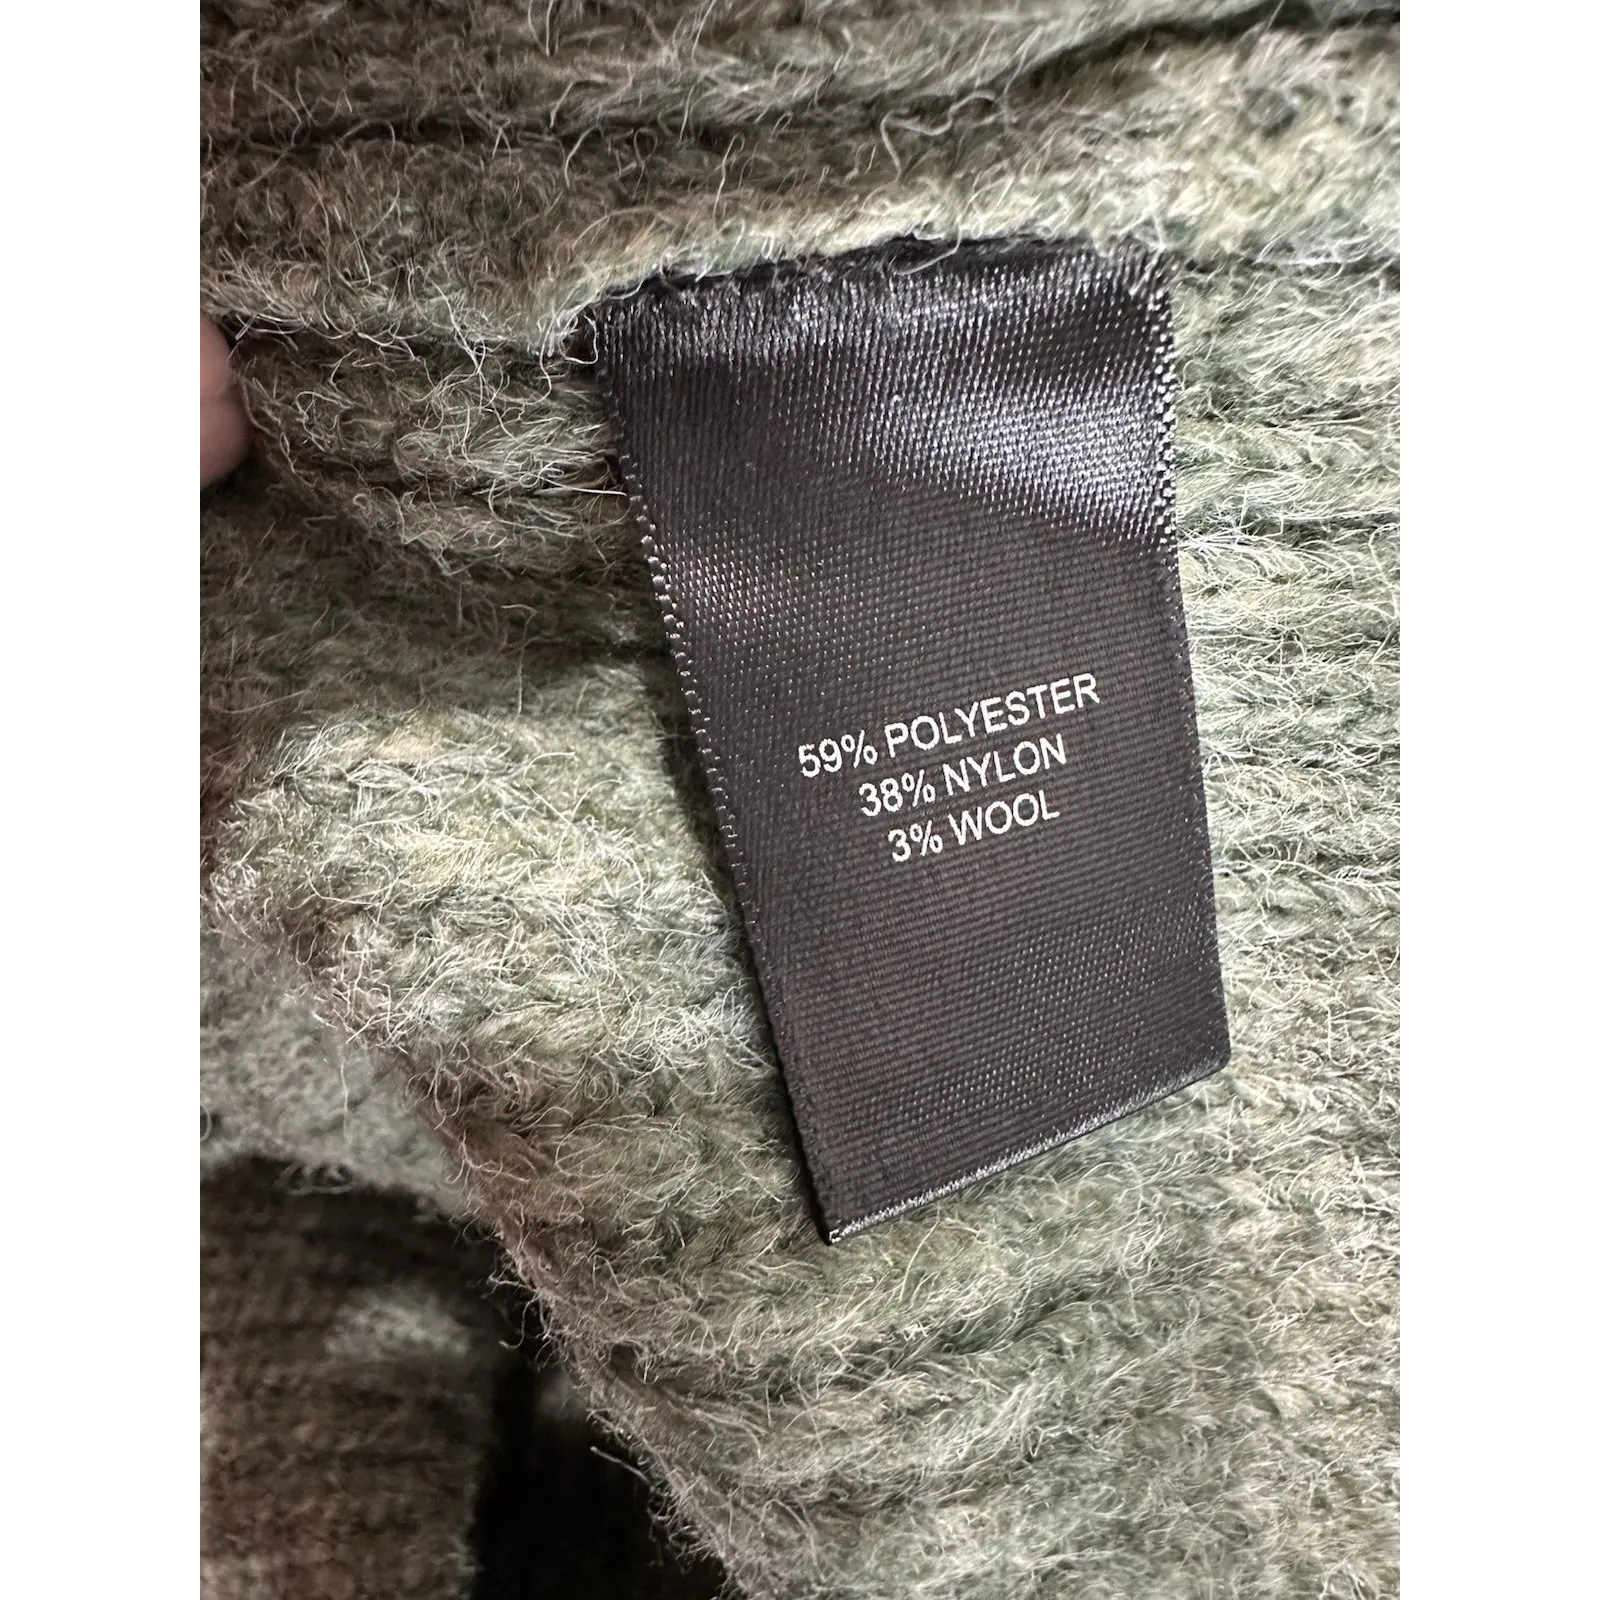 59% POLYESTER
38% NYLON
3% WOOL